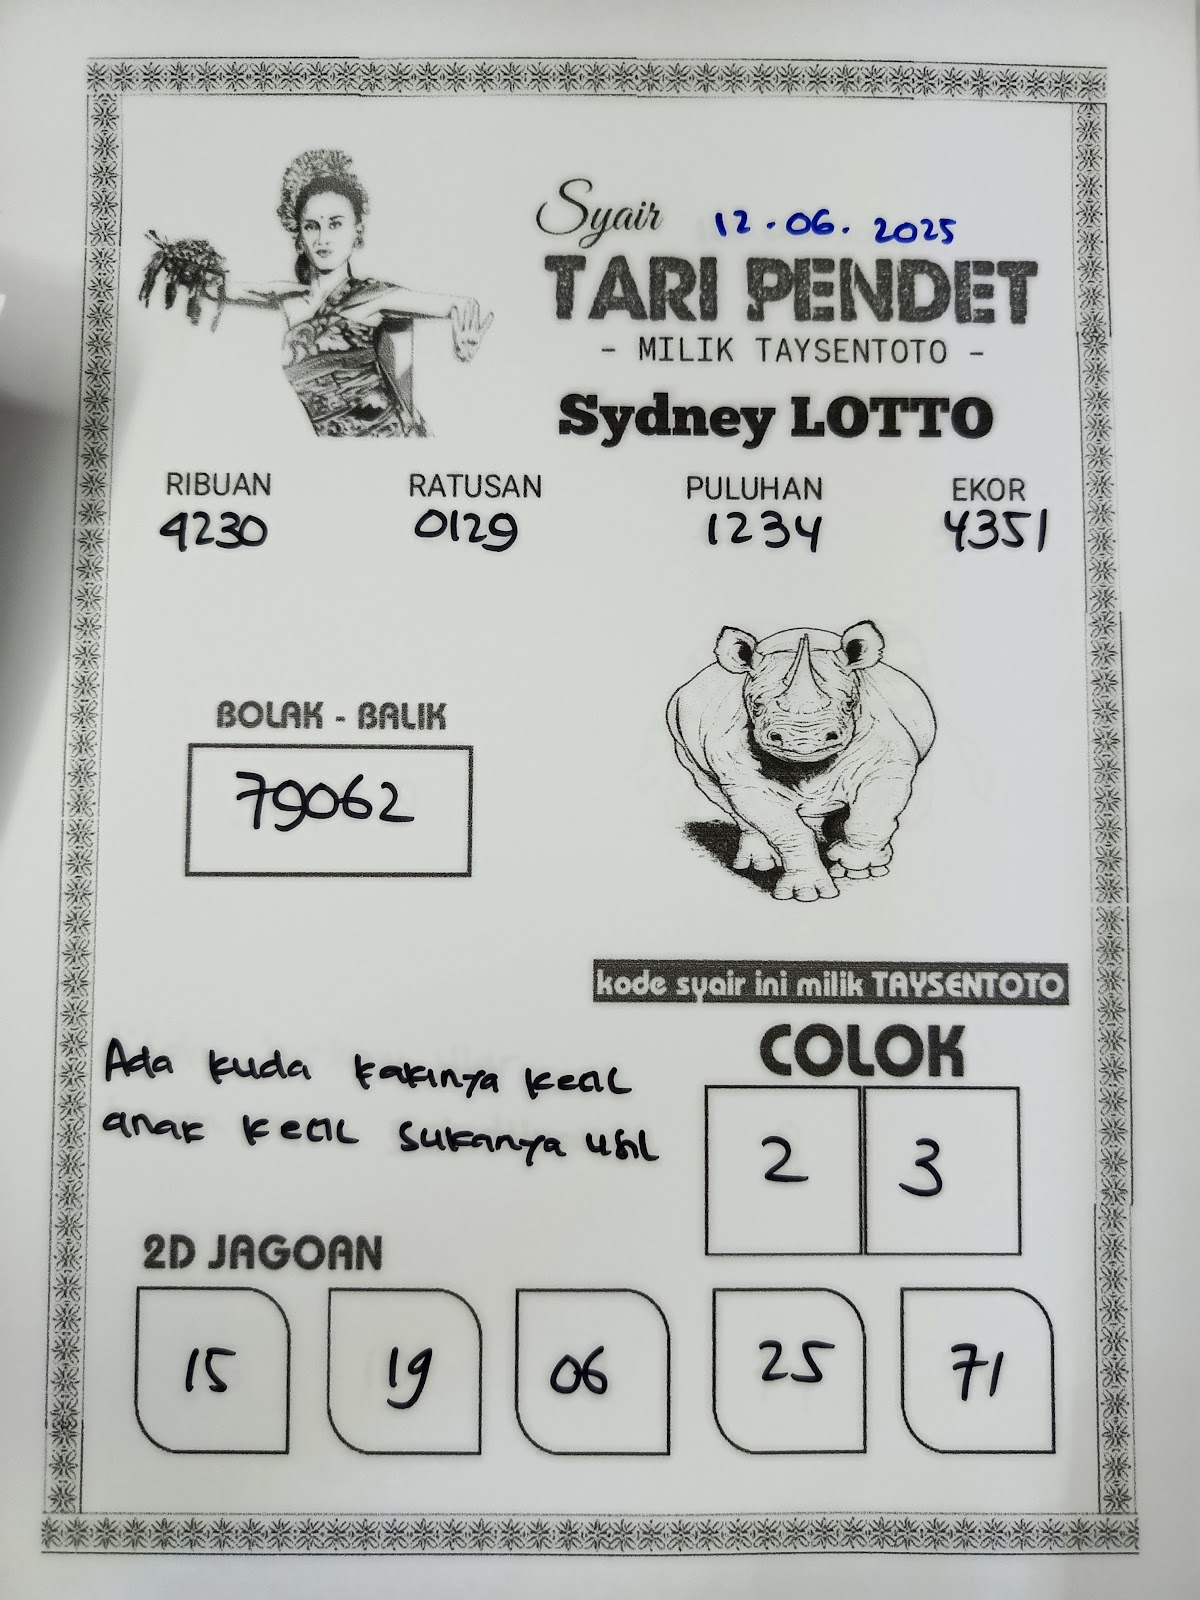 Syair 12.06.2025
TARI PENDET
- MILIK TAYSENTOTO -
Sydney LOTTO
RIBUAN RATUSAN PULUHAN EKOR
4230 0129 1234 4351
BOLAK - BALIK
79062
kode syair ini milik TAYSENTOTO
COLOK
2 3
Ada kuda kakinya kecil
anak kecil sukanya usil
2D JAGOAN
15 19 06 25 71